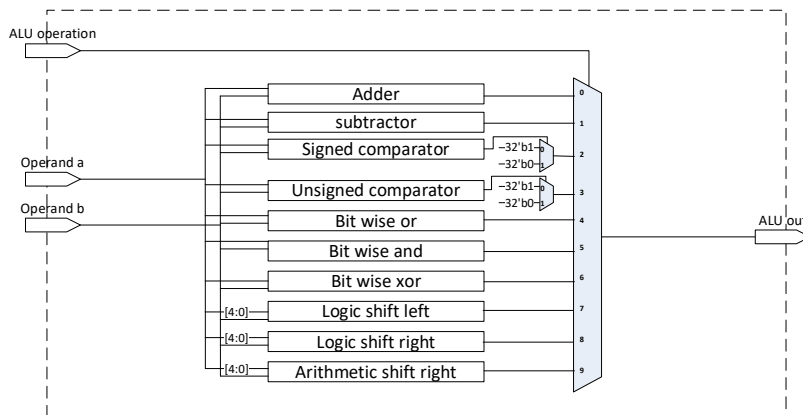 ALU operation
Adder
0
subtractor
1
Signed comparator
32'b1
0
32'b0
1
2
Operand a
Unsigned comparator
32'b1
0
32'b0
1
3
Operand b
Bit wise or
4
ALU out
Bit wise and
5
Bit wise xor
6
[4:0]
Logic shift left
7
[4:0]
Logic shift right
8
[4:0]
Arithmetic shift right
9